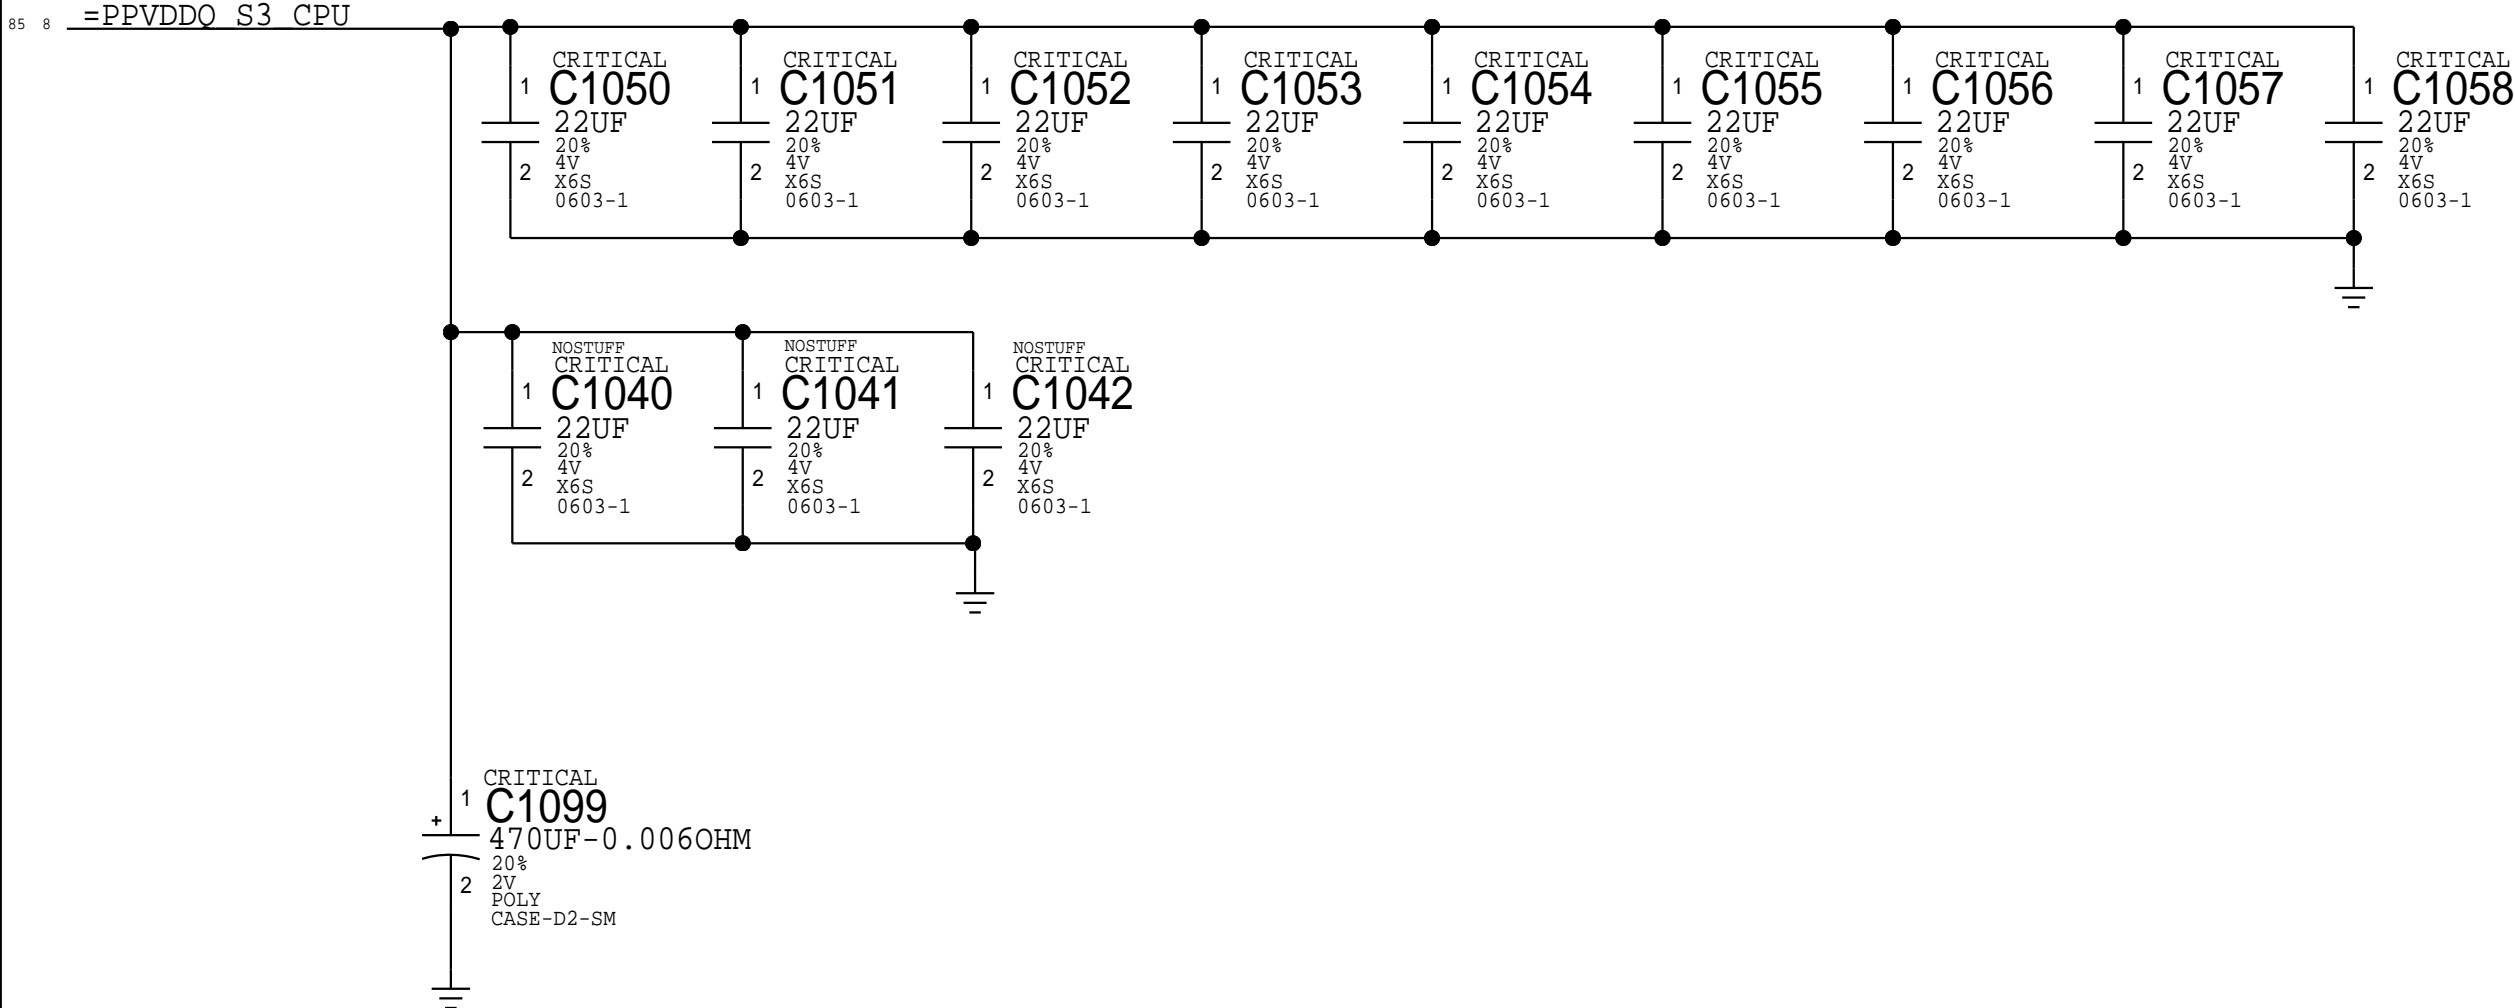 85 8 =PPVDDQ_S3_CPU
CRITICAL
1 C1050
22UF
20%
4V
2 X6S
0603-1
CRITICAL
1 C1051
22UF
20%
4V
2 X6S
0603-1
CRITICAL
1 C1052
22UF
20%
4V
2 X6S
0603-1
CRITICAL
1 C1053
22UF
20%
4V
2 X6S
0603-1
CRITICAL
1 C1054
22UF
20%
4V
2 X6S
0603-1
CRITICAL
1 C1055
22UF
20%
4V
2 X6S
0603-1
CRITICAL
1 C1056
22UF
20%
4V
2 X6S
0603-1
CRITICAL
1 C1057
22UF
20%
4V
2 X6S
0603-1
CRITICAL
1 C1058
22UF
20%
4V
2 X6S
0603-1
NOSTUFF
CRITICAL
1 C1040
22UF
20%
4V
2 X6S
0603-1
NOSTUFF
CRITICAL
1 C1041
22UF
20%
4V
2 X6S
0603-1
NOSTUFF
CRITICAL
1 C1042
22UF
20%
4V
2 X6S
0603-1
CRITICAL
1 C1099
+
470UF-0.006OHM
20%
2 2V
POLY
CASE-D2-SM